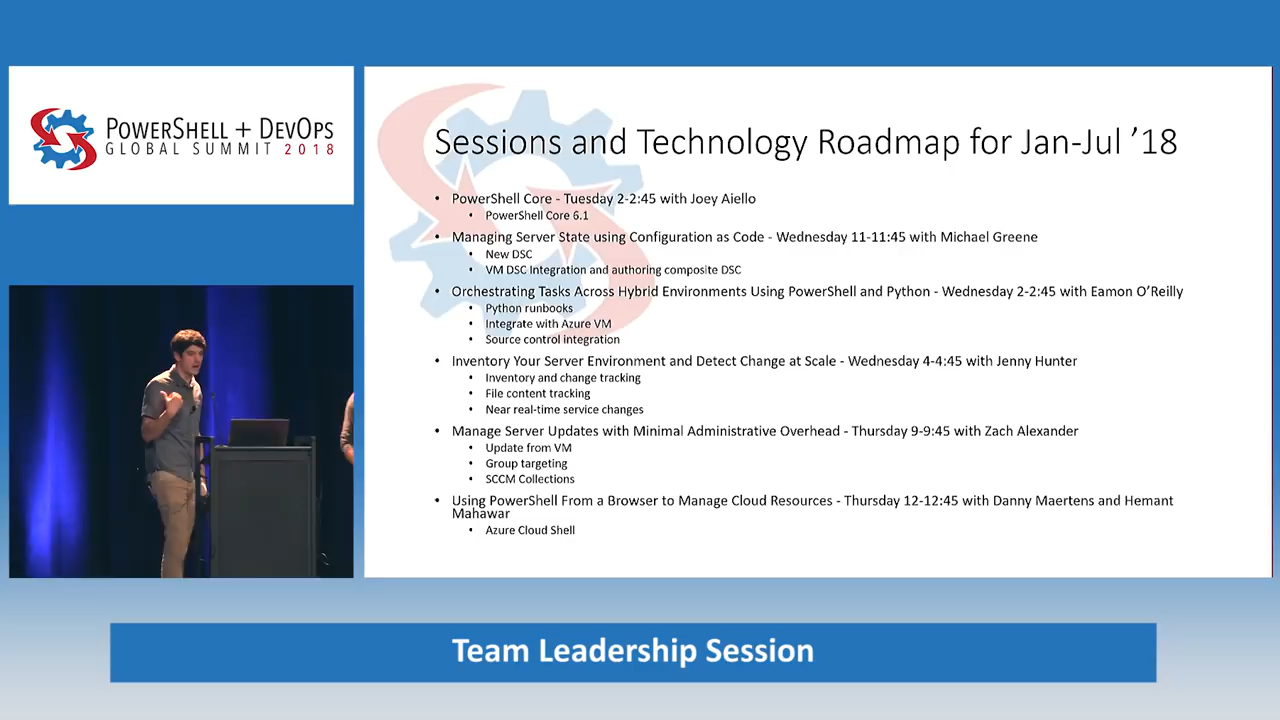 POWERSHELL + DEVOPS
GLOBAL SUMMIT 2018
Sessions and Technology Roadmap for Jan-Jul ’18
• PowerShell Core - Tuesday 2-2:45 with Joey Aiello
• PowerShell Core 6.1
• Managing Server State using Configuration as Code - Wednesday 11-11:45 with Michael Greene
• New DSC
• VM DSC Integration and authoring composite DSC
• Orchestrating Tasks Across Hybrid Environments Using PowerShell and Python - Wednesday 2-2:45 with Eamon O’Reilly
• Python runbooks
• Integrate with Azure VM
• Source control integration
• Inventory Your Server Environment and Detect Change at Scale - Wednesday 4-4:45 with Jenny Hunter
• Inventory and change tracking
• File content tracking
• Near real-time service changes
• Manage Server Updates with Minimal Administrative Overhead - Thursday 9-9:45 with Zach Alexander
• Update from VM
• Group targeting
• SCCM Collections
• Using PowerShell From a Browser to Manage Cloud Resources - Thursday 12-12:45 with Danny Maertens and Hemant
Mahawar
• Azure Cloud Shell
Team Leadership Session